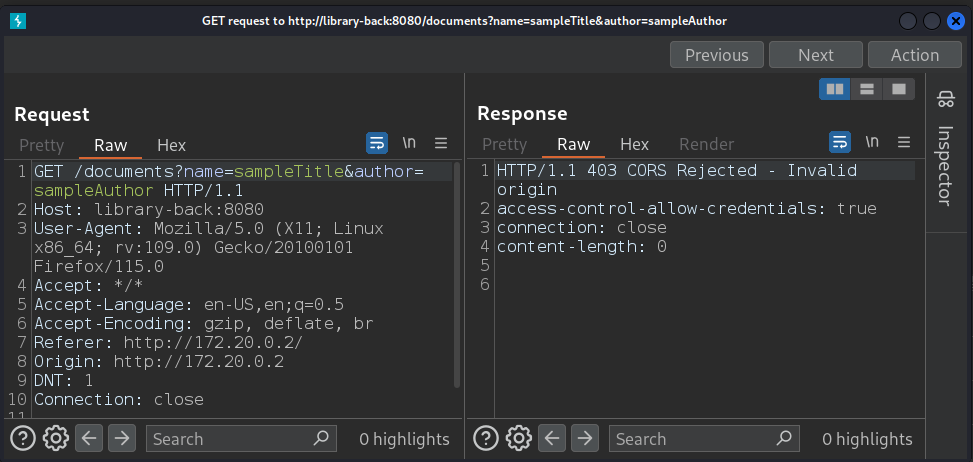 GET request to http://library-back:8080/documents?name=sampleTitle&author=sampleAuthor
Previous
Next
Action
Request
Pretty
Raw
Hex
\n
1 GET /documents?name=sampleTitle&author=
sampleAuthor HTTP/1.1
2 Host: library-back:8080
3 User-Agent: Mozilla/5.0 (X11; Linux
x86_64; rv:109.0) Gecko/20100101
Firefox/115.0
4 Accept: */*
5 Accept-Language: en-US,en;q=0.5
6 Accept-Encoding: gzip, deflate, br
7 Referer: http://172.20.0.2/
8 Origin: http://172.20.0.2
9 DNT: 1
10 Connection: close
11
Search
0 highlights
Response
Pretty
Raw
Hex
Render
\n
1 HTTP/1.1 403 CORS Rejected - Invalid
origin
2 access-control-allow-credentials: true
3 connection: close
4 content-length: 0
5
6
Search
0 highlights
Inspector